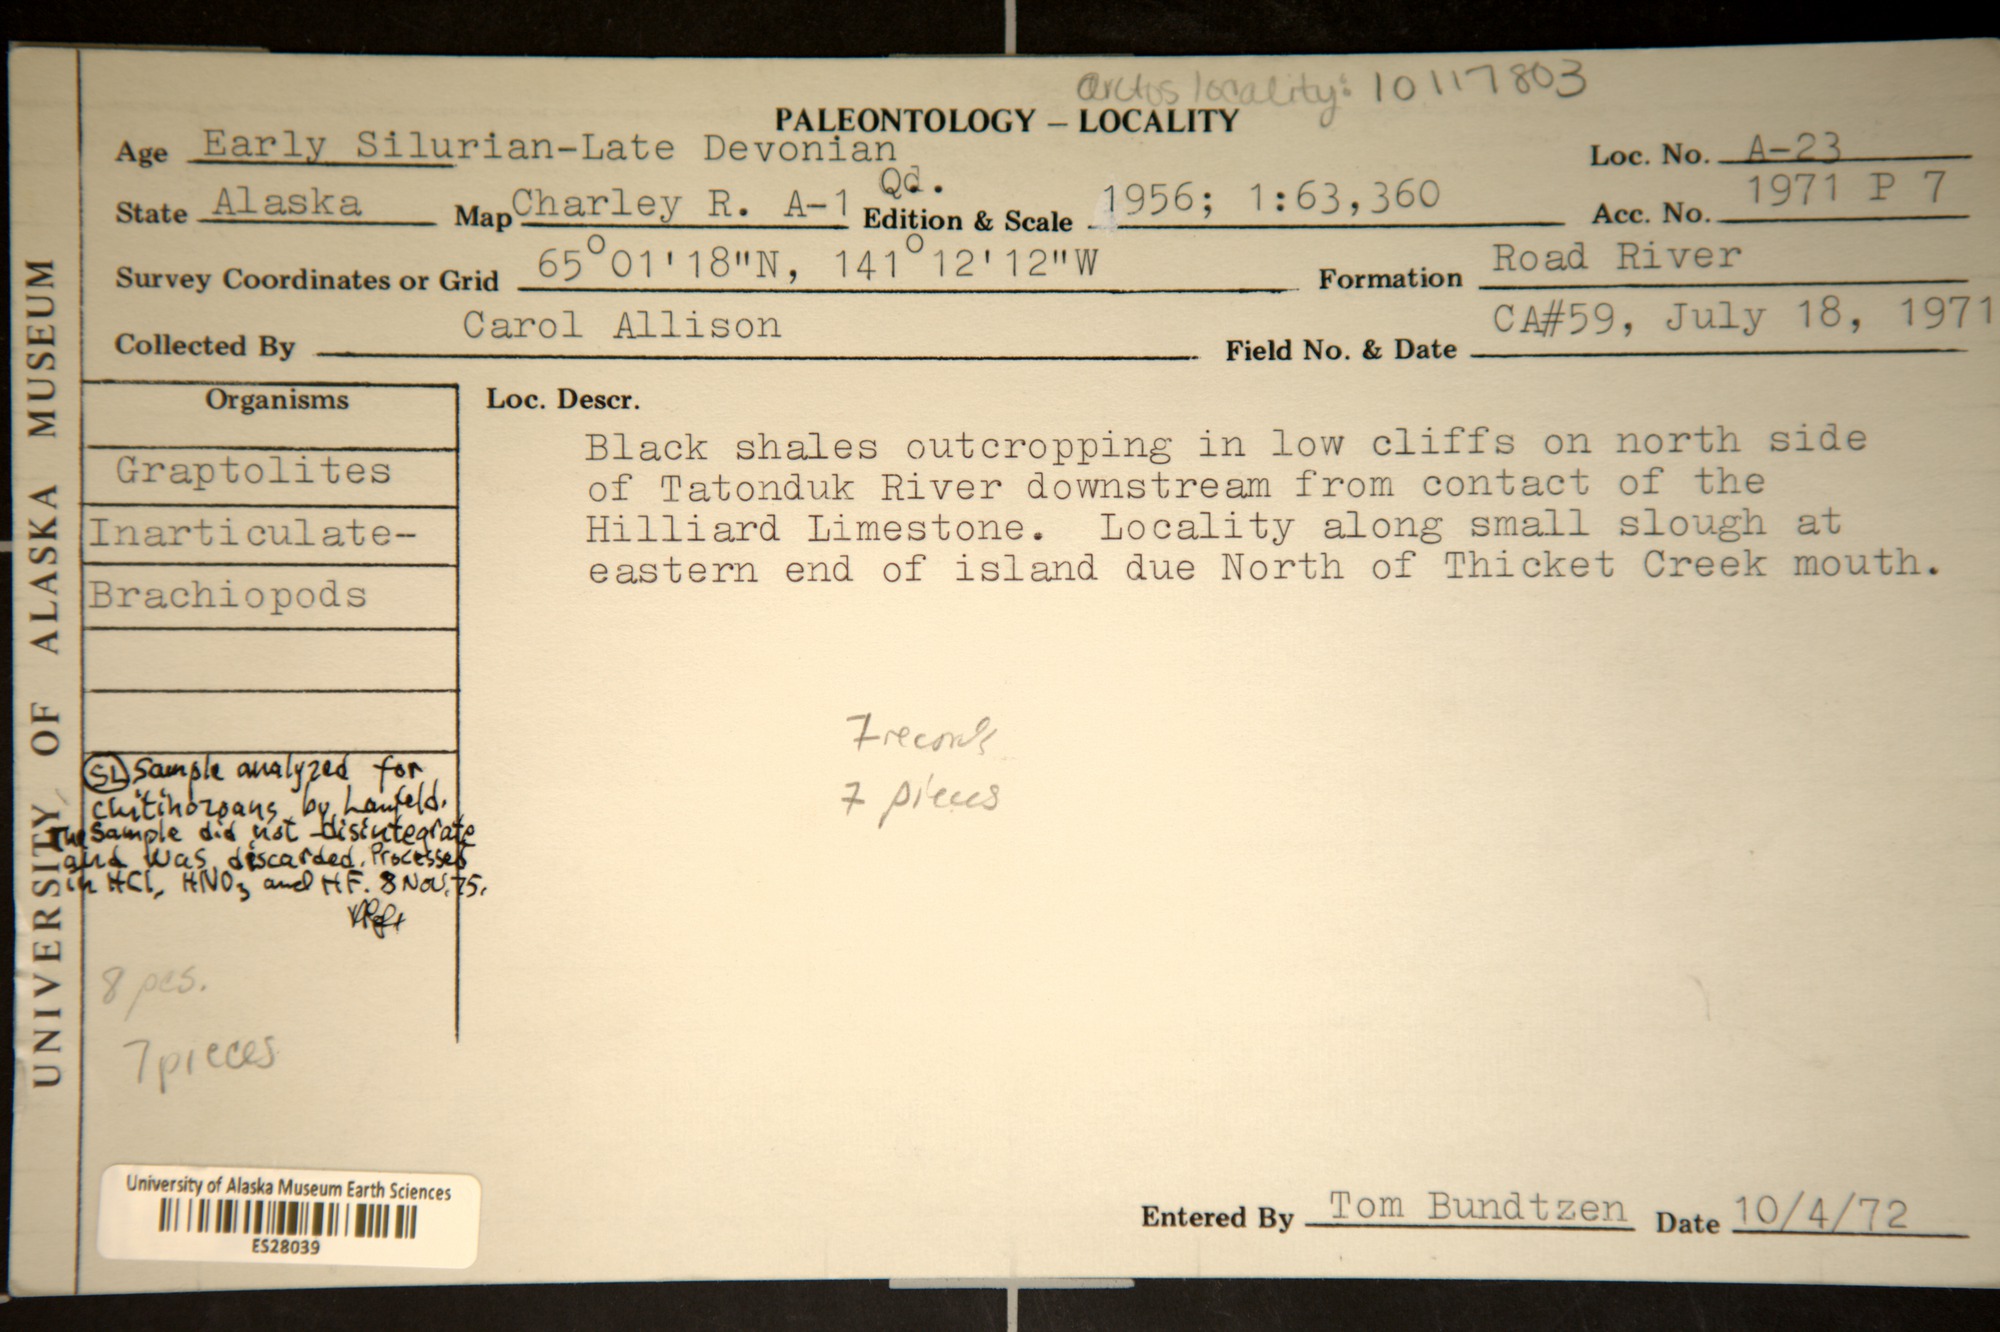 arctos locality: 10117803
PALEONTOLOGY – LOCALITY
Age Early Silurian-Late Devonian
Loc. No. A-23
State Alaska Map Charley R. A-1 Qd. Edition & Scale 1956; 1:63,360
Acc. No. 1971 P 7
Survey Coordinates or Grid 65°01'18"N, 141°12'12"W
Formation Road River
Collected By Carol Allison
Field No. & Date CA#59, July 18, 1971
UNIVERSITY OF ALASKA MUSEUM
Organisms
Graptolites
Inarticulate-
Brachiopods
Loc. Descr.
Black shales outcropping in low cliffs on north side
of Tatonduk River downstream from contact of the
Hilliard Limestone. Locality along small slough at
eastern end of island due North of Thicket Creek mouth.
7 records
7 pieces
SL Sample analyzed for
chitinozoans by Laufeld.
The sample did not disintegrate
and was discarded. Processed
in HCl, HNO3 and HF. 8 Nov. 75.
8 pcs.
7 pieces
University of Alaska Museum Earth Sciences
ES28039
Entered By Tom Bundtzen Date 10/4/72